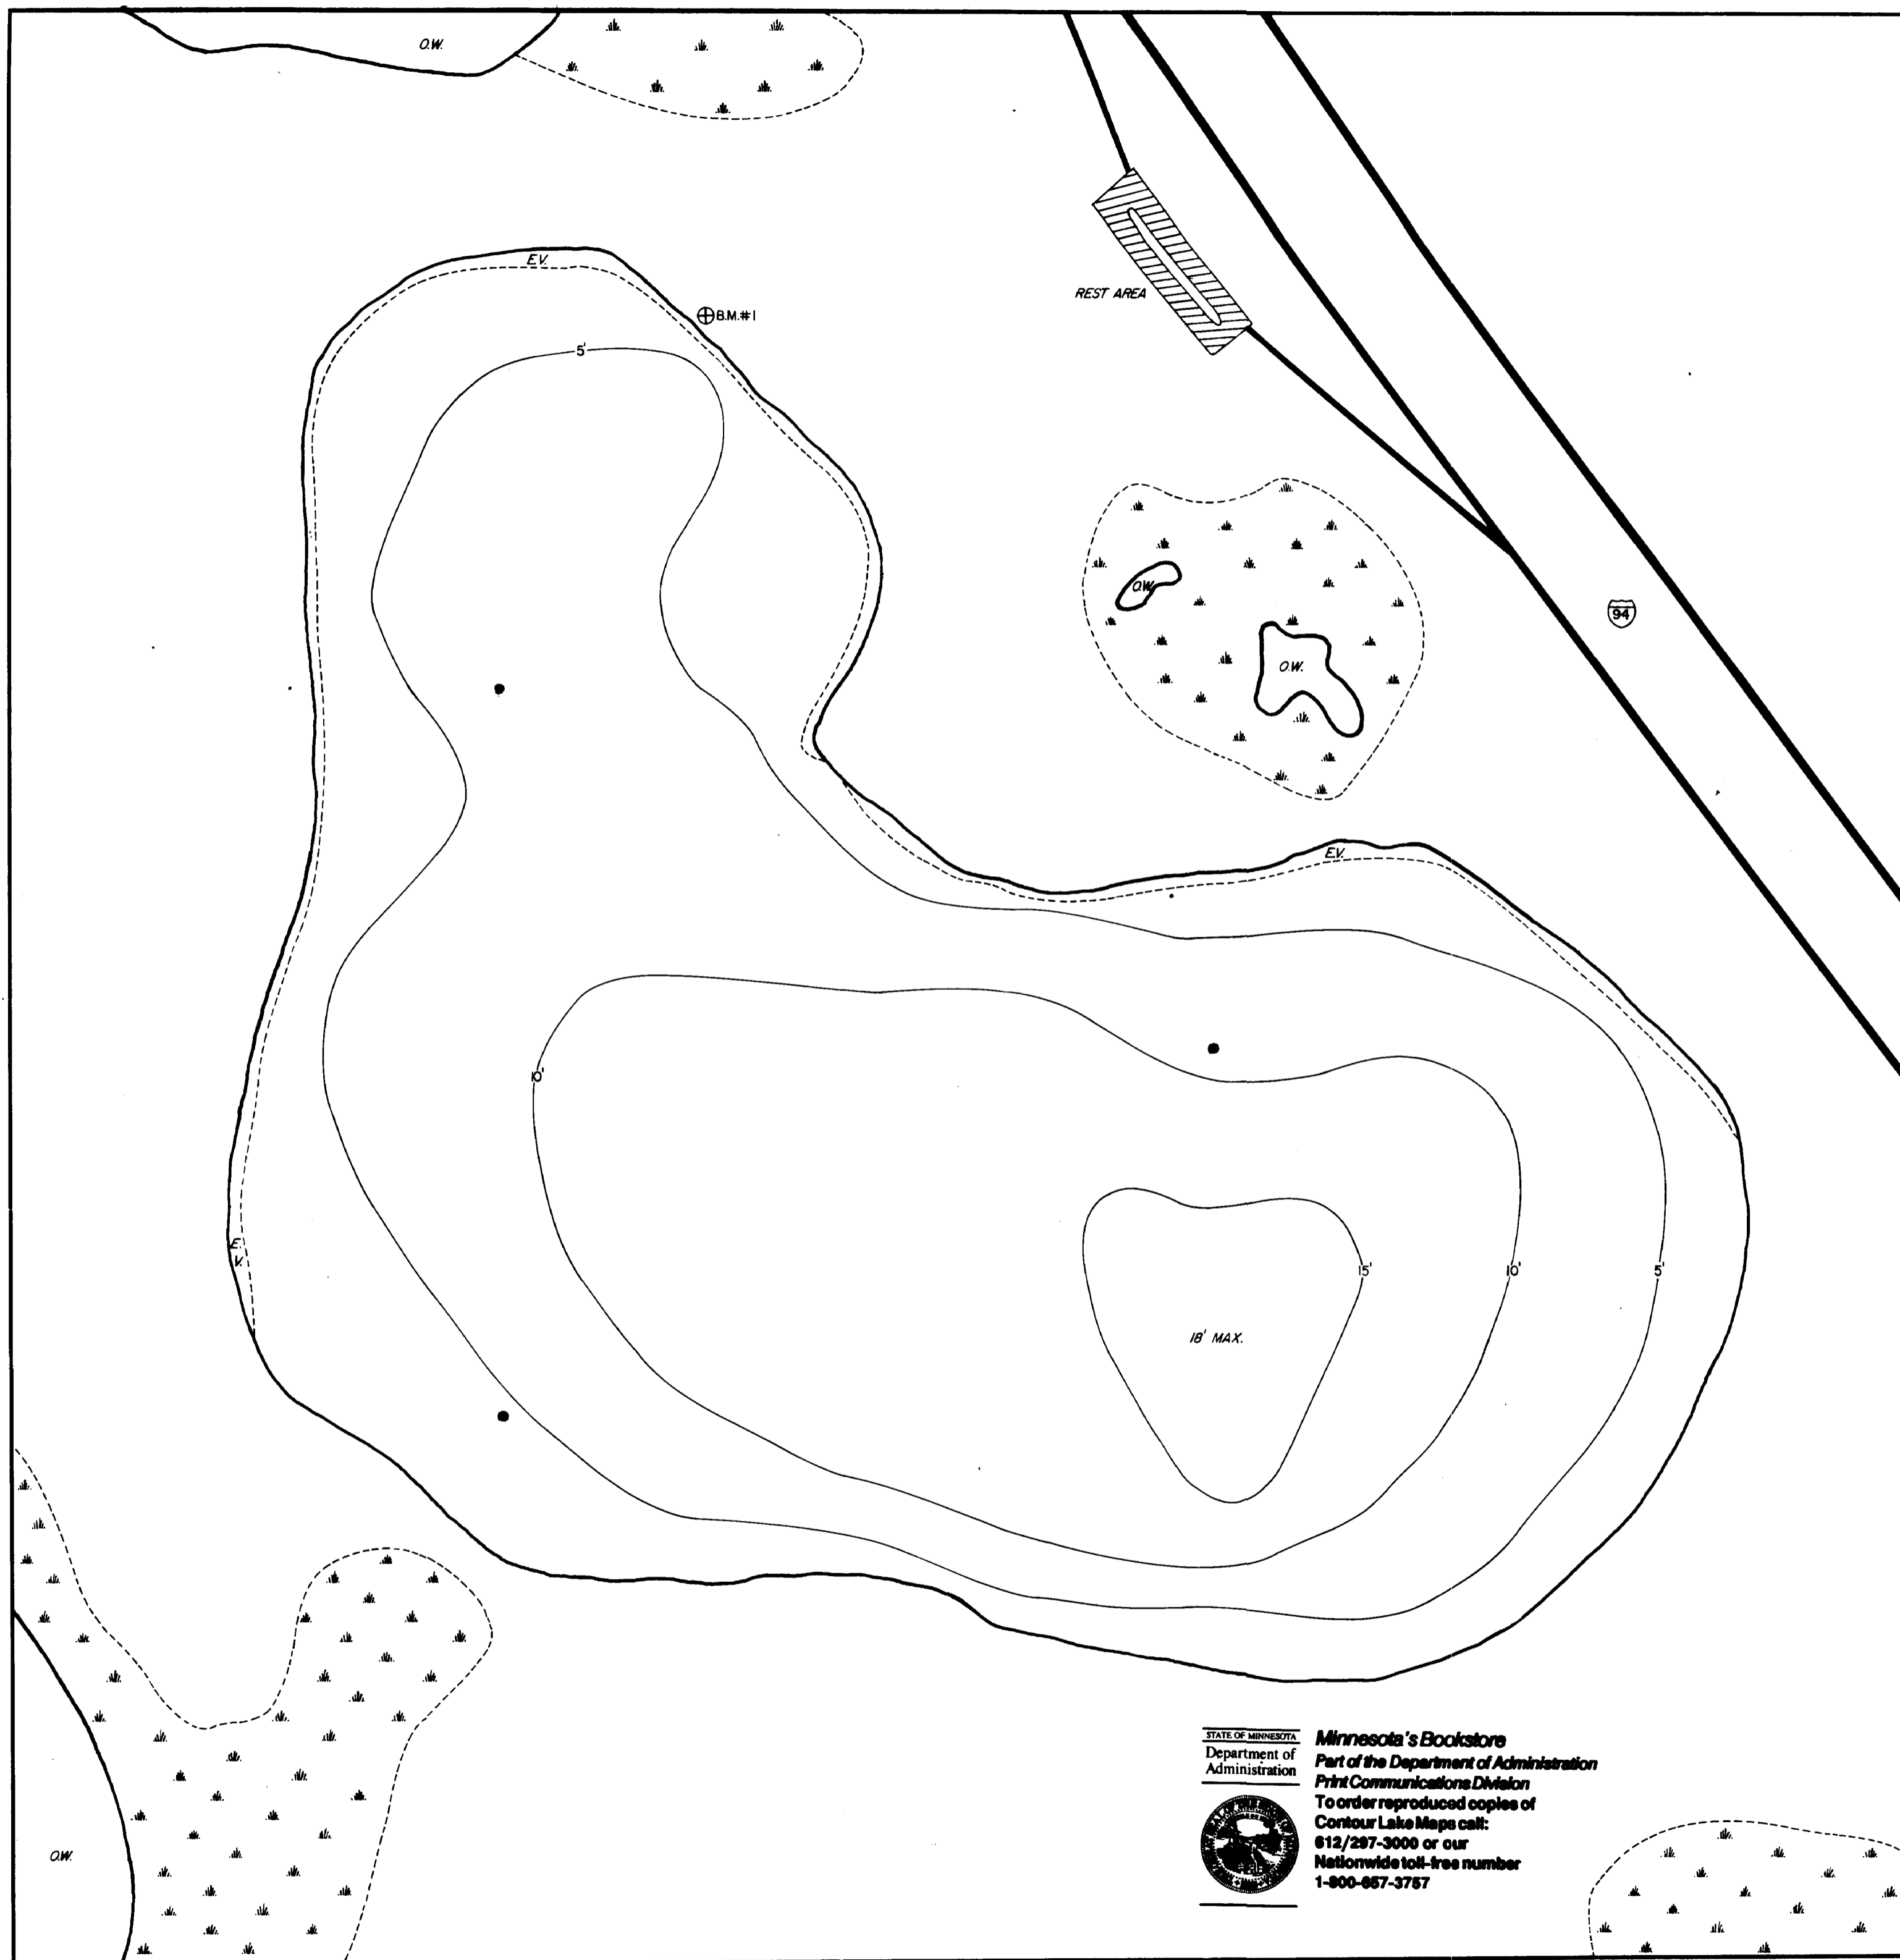 O.W.
E.V.
B.M.#1
REST AREA
5'
O.W.
94
O.W.
E.V.
10'
E.
V.
15'
10'
5'
18' MAX.
STATE OF MINNESOTA
Department of
Administration
Minnesota's Bookstore
Part of the Department of Administration
Print Communications Division
To order reproduced copies of
Contour Lake Maps call:
612/297-3000 or our
Nationwide toll-free number
1-800-657-3757
O.W.